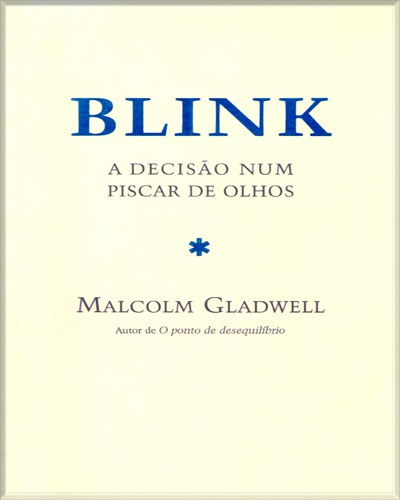 BLINK
A DECISÃO NUM
PISCAR DE OLHOS
*
MALCOLM GLADWELL
Autor de O ponto de desequilíbrio